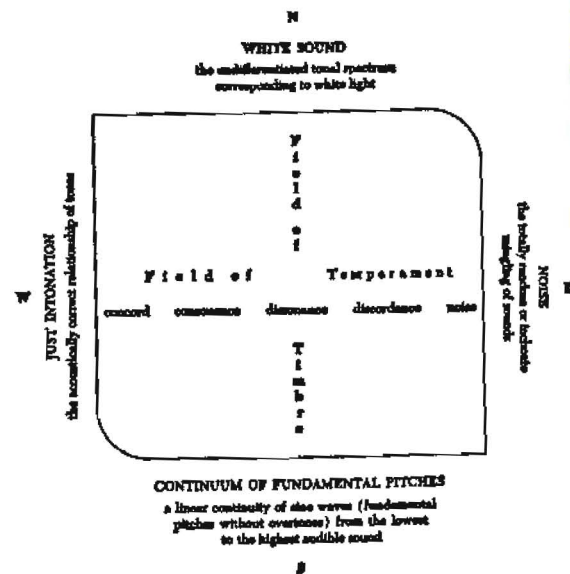 N
WHITE SOUND
the undifferentiated tonal spectrum
corresponding to white light
Field of
Timbre
Field of Temperament
concord consonance dissonance discordance noise
W
JUST INTONATION
the acoustically correct relationship of tones
NOISE
the totally random or inchoate
mingling of sounds
E
CONTINUUM OF FUNDAMENTAL PITCHES
a linear continuity of sine waves (fundamental
pitches without overtones) from the lowest
to the highest audible sound
S